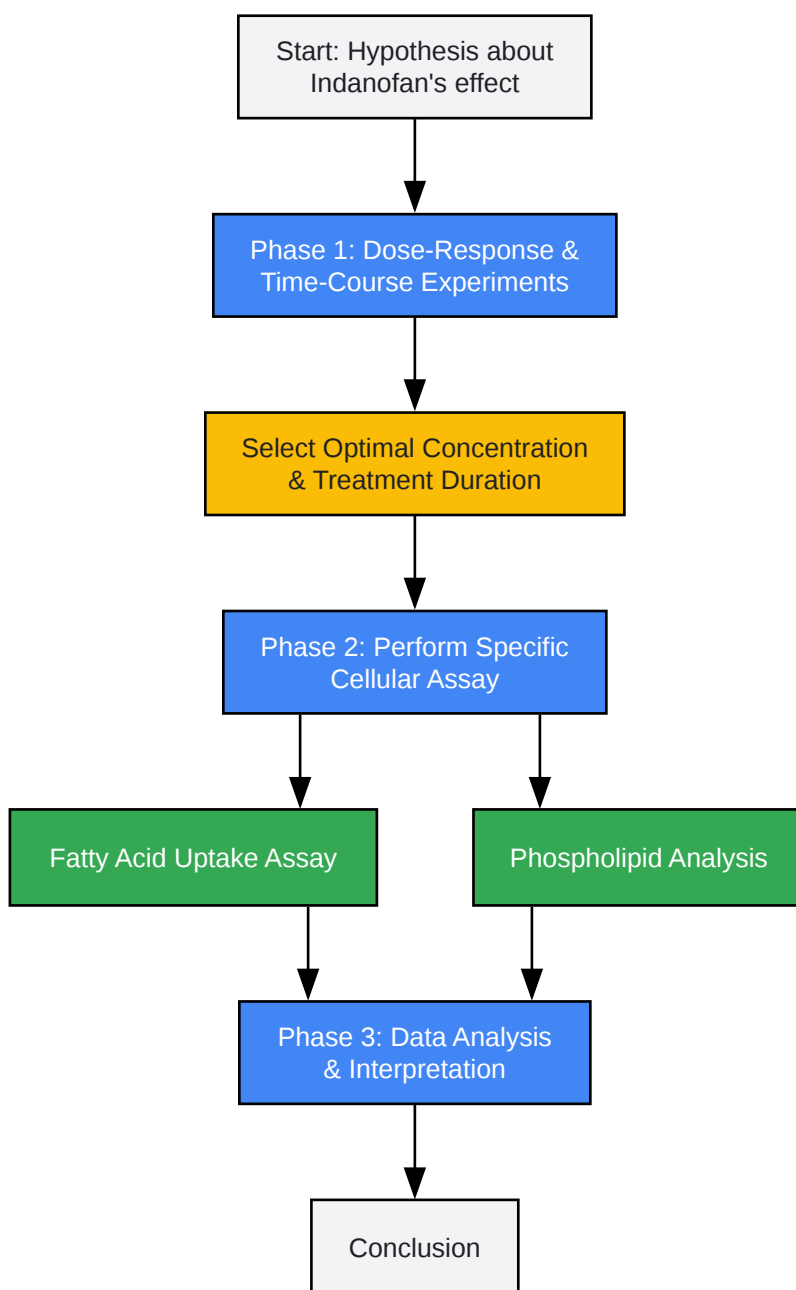 Start: Hypothesis about
Indanofan's effect
Phase 1: Dose-Response &
Time-Course Experiments
Select Optimal Concentration
& Treatment Duration
Phase 2: Perform Specific
Cellular Assay
Fatty Acid Uptake Assay
Phospholipid Analysis
Phase 3: Data Analysis
& Interpretation
Conclusion